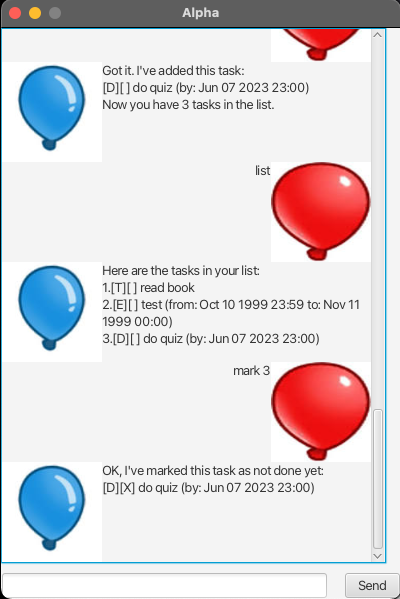 Alpha
Got it. I've added this task:
[D][ ] do quiz (by: Jun 07 2023 23:00)
Now you have 3 tasks in the list.
list
Here are the tasks in your list:
1.[T][ ] read book
2.[E][ ] test (from: Oct 10 1999 23:59 to: Nov 11
1999 00:00)
3.[D][ ] do quiz (by: Jun 07 2023 23:00)
mark 3
OK, I've marked this task as not done yet:
[D][X] do quiz (by: Jun 07 2023 23:00)
Send